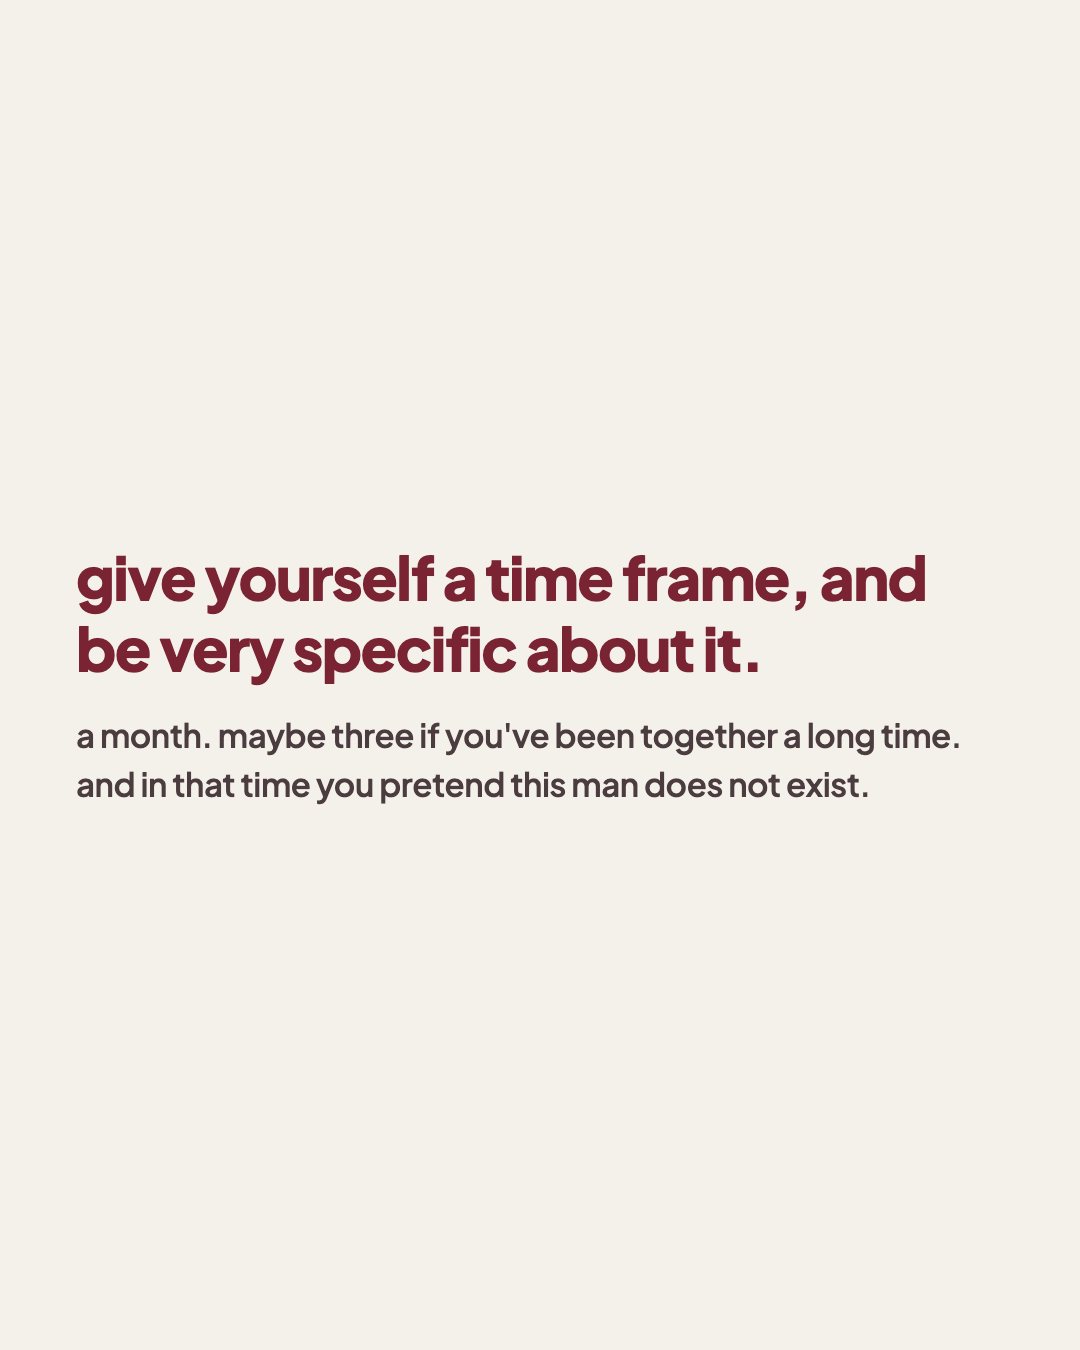 give yourself a time frame, and
be very specific about it.
a month. maybe three if you've been together a long time.
and in that time you pretend this man does not exist.